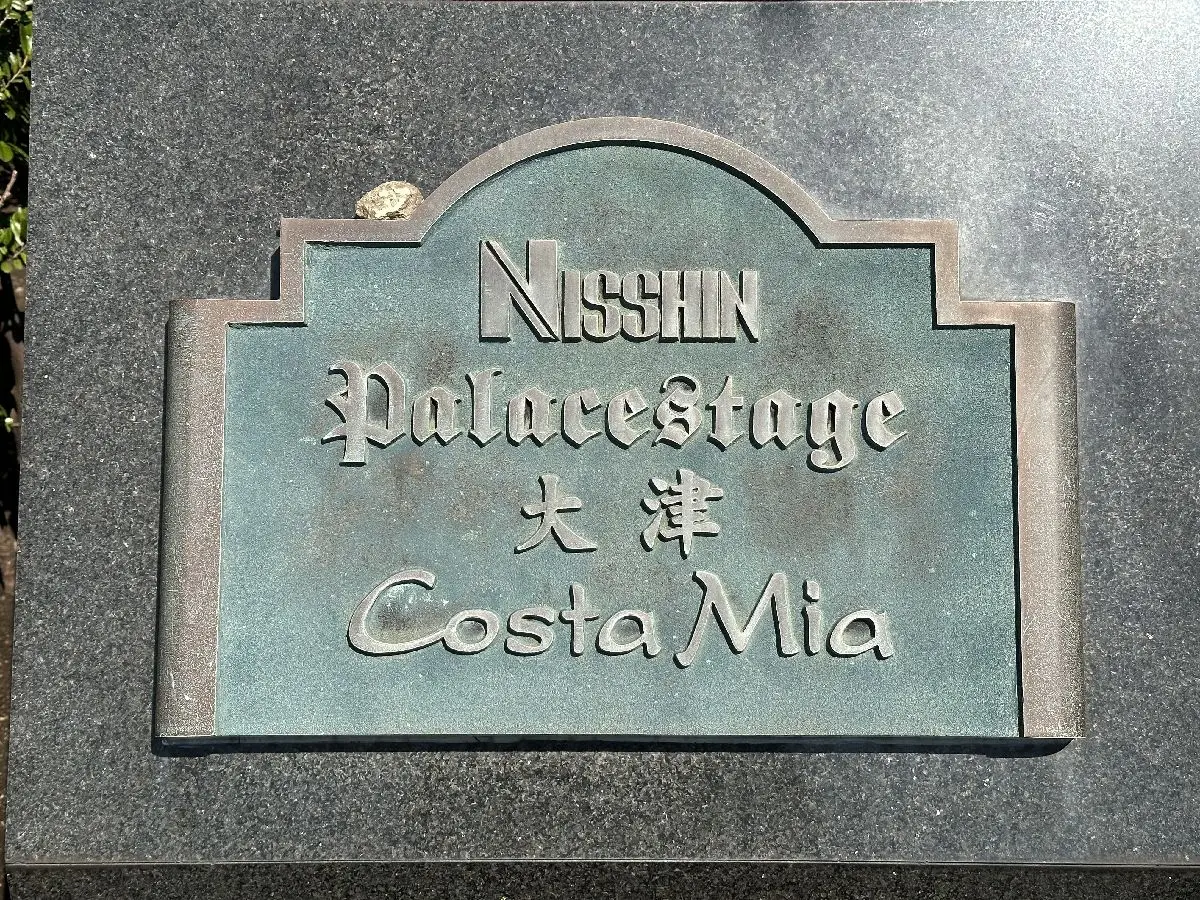 NISSHIN
Palacestage
大津
Costa Mia